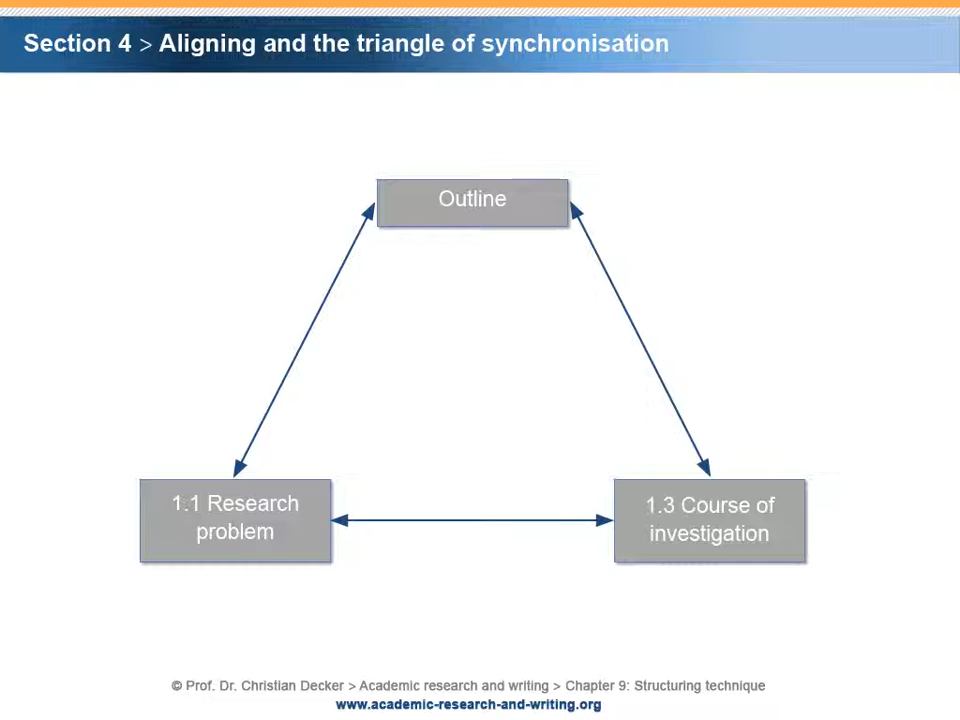 Section 4 > Aligning and the triangle of synchronisation
Outline
1.1 Research
problem
1.3 Course of
investigation
© Prof. Dr. Christian Decker > Academic research and writing > Chapter 9: Structuring technique
www.academic-research-and-writing.org